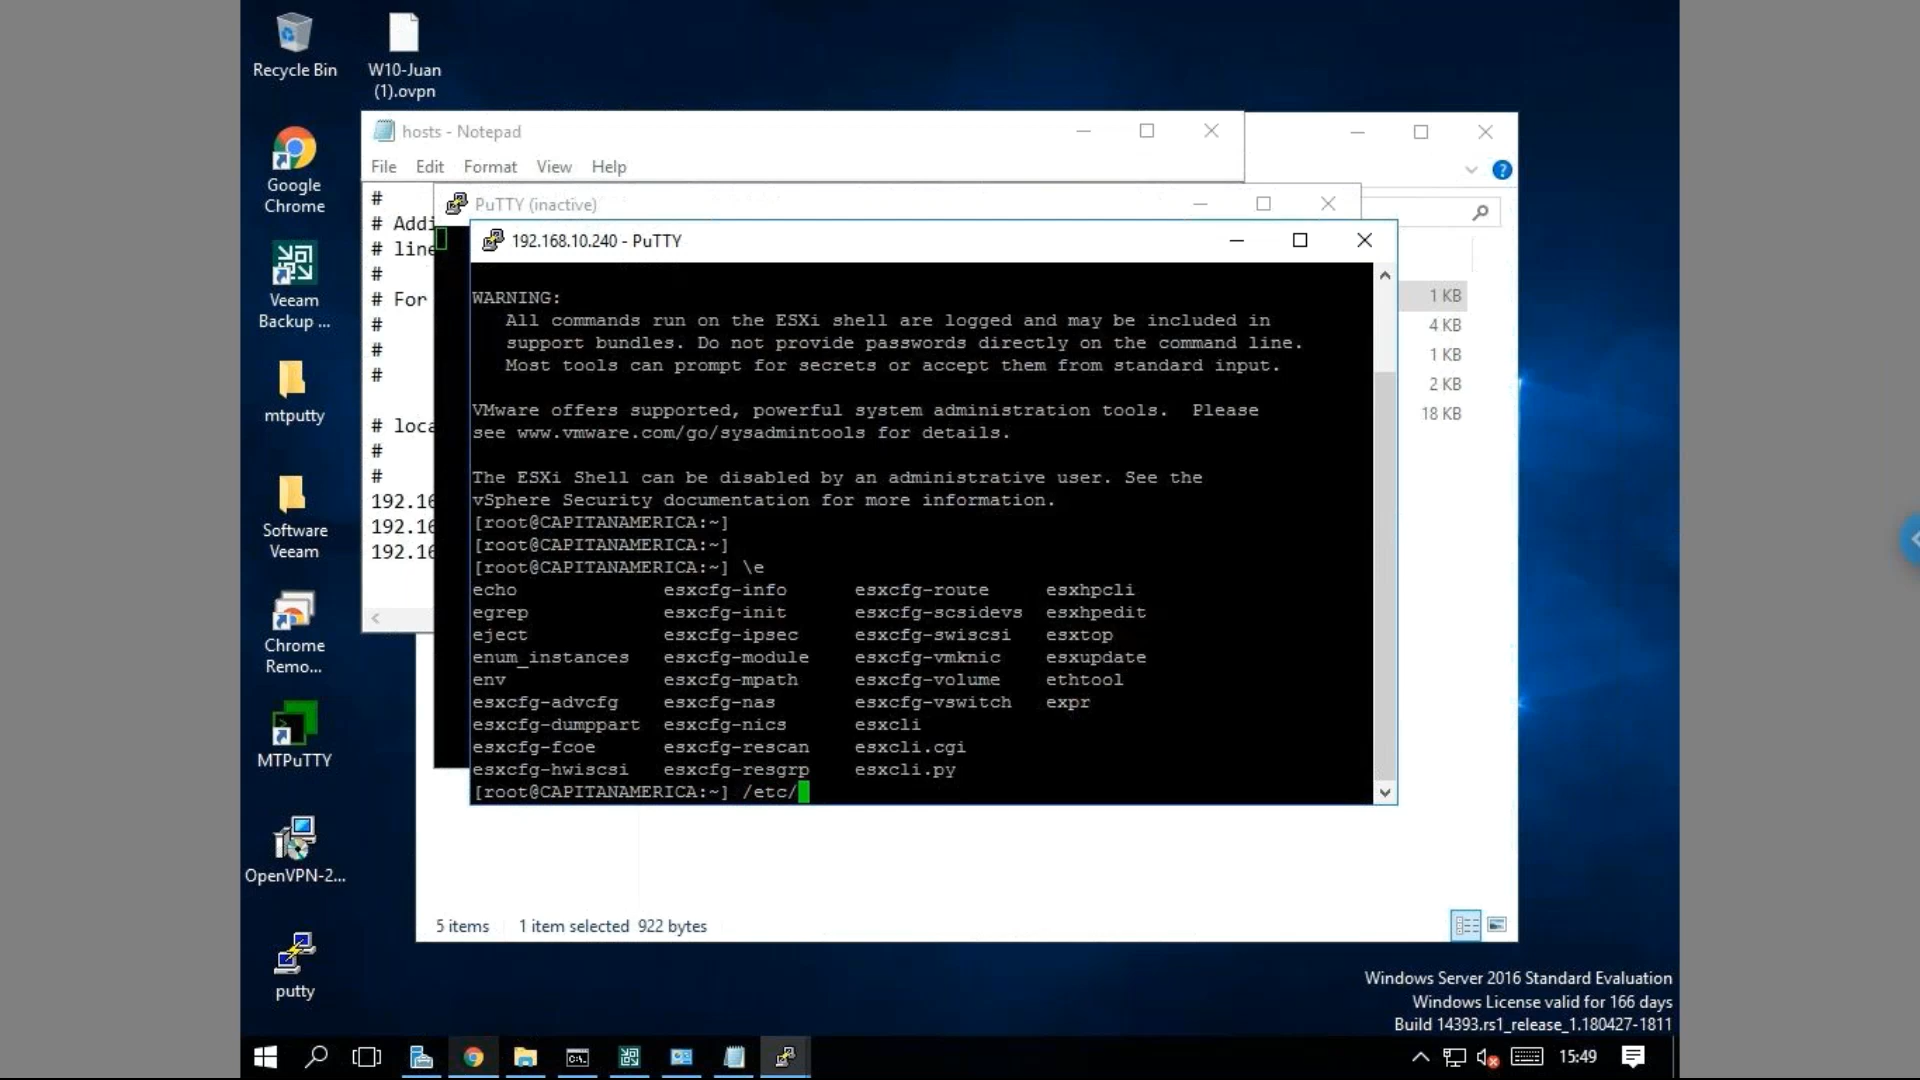 Recycle Bin
W10-Juan
(1).ovpn
Google
Chrome
Veeam
Backup ...
mtputty
Software
Veeam
Chrome
Remo...
MTPuTTY
OpenVPN-2...
putty
hosts - Notepad
File Edit Format View Help
#
# Addi
# line
#
# For
#
#
#
# loca
#
#
192.16
192.16
192.16
PuTTY (inactive)
192.168.10.240 - PuTTY
WARNING:
All commands run on the ESXi shell are logged and may be included in
support bundles. Do not provide passwords directly on the command line.
Most tools can prompt for secrets or accept them from standard input.
VMware offers supported, powerful system administration tools. Please
see www.vmware.com/go/sysadmintools for details.
The ESXi Shell can be disabled by an administrative user. See the
vSphere Security documentation for more information.
[root@CAPITANAMERICA:~]
[root@CAPITANAMERICA:~]
[root@CAPITANAMERICA:~] \e
echo esxcfg-info esxcfg-route esxhpcli
egrep esxcfg-init esxcfg-scsidevs esxhpedit
eject esxcfg-ipsec esxcfg-swiscsi esxtop
enum_instances esxcfg-module esxcfg-vmknic esxupdate
env esxcfg-mpath esxcfg-volume ethtool
esxcfg-advcfg esxcfg-nas esxcfg-vswitch expr
esxcfg-dumppart esxcfg-nics esxcli
esxcfg-fcoe esxcfg-rescan esxcli.cgi
esxcfg-hwiscsi esxcfg-resgrp esxcli.py
[root@CAPITANAMERICA:~] /etc/
?
1 KB
4 KB
1 KB
2 KB
18 KB
5 items 1 item selected 922 bytes
Windows Server 2016 Standard Evaluation
Windows License valid for 166 days
Build 14393.rs1_release_1.180427-1811
15:49